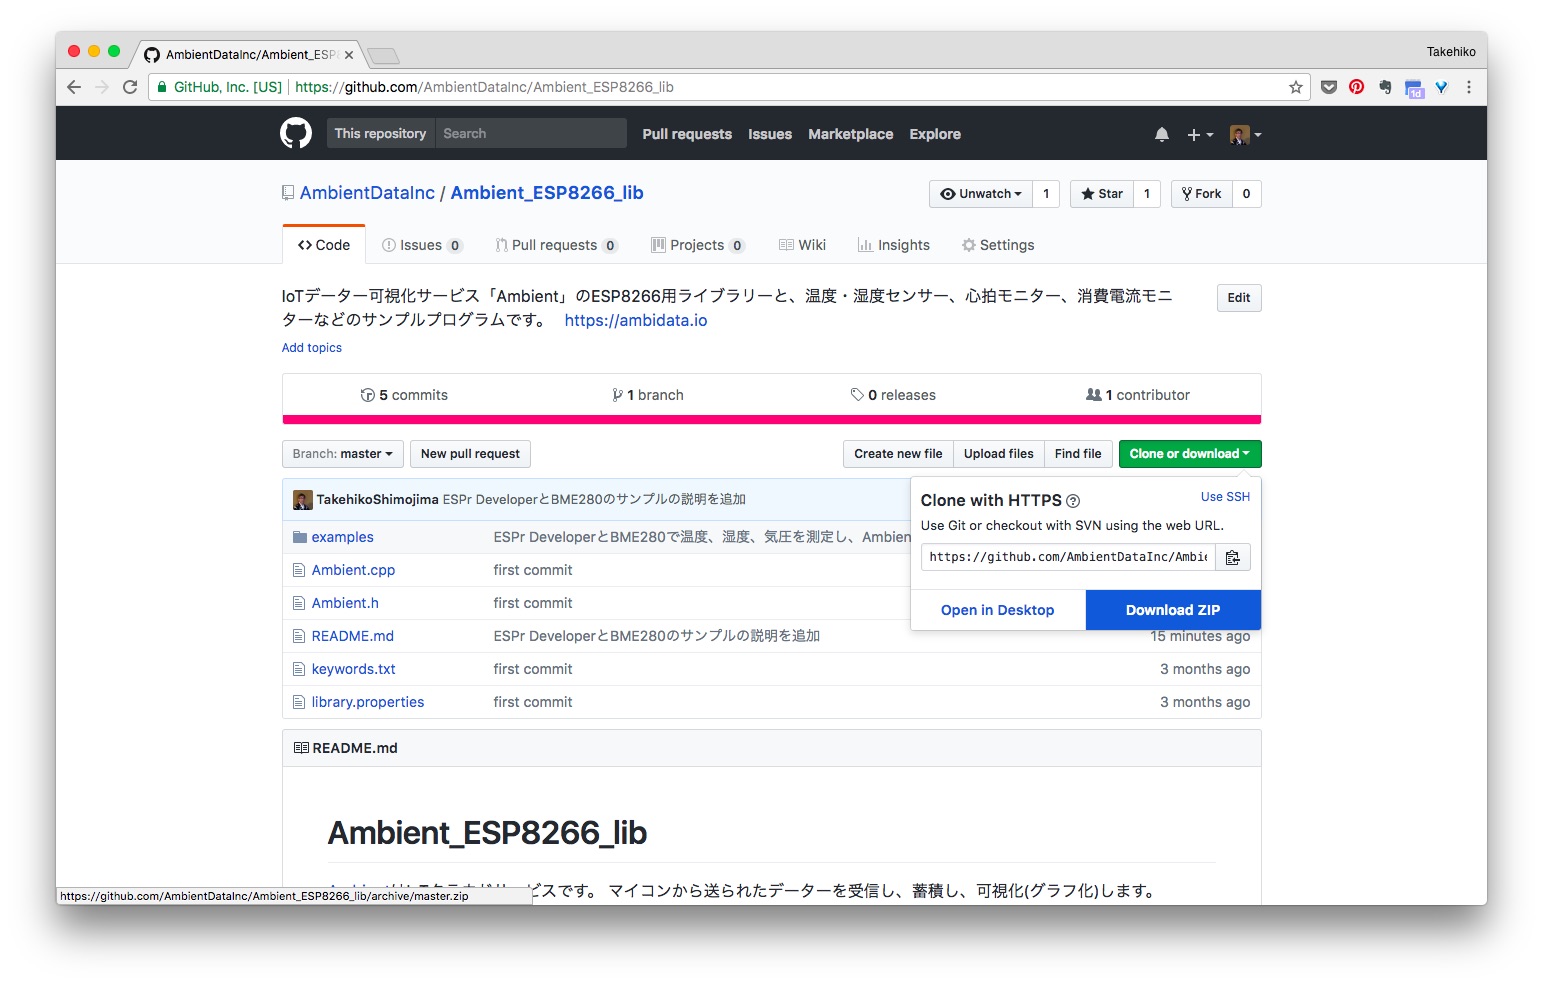 AmbientDataInc/Ambient_ESP
Takehiko
GitHub, Inc. [US] https://github.com/AmbientDataInc/Ambient_ESP8266_lib
1d
This repository Search Pull requests Issues Marketplace Explore
AmbientDataInc / Ambient_ESP8266_lib
Unwatch 1 Star 1 Fork 0
Code Issues 0 Pull requests 0 Projects 0 Wiki Insights Settings
IoTデーター可視化サービス「Ambient」のESP8266用ライブラリーと、温度・湿度センサー、心拍モニター、消費電流モニ
ターなどのサンプルプログラムです。 https://ambidata.io
Edit
Add topics
5 commits 1 branch 0 releases 1 contributor
Branch: master New pull request Create new file Upload files Find file Clone or download
TakehikoShimojima ESPr DeveloperとBME280のサンプルの説明を追加
Clone with HTTPS Use SSH
Use Git or checkout with SVN using the web URL.
https://github.com/AmbientDataInc/Ambie
Open in Desktop Download ZIP
examples ESPr DeveloperとBME280で温度、湿度、気圧を測定し、Ambien
Ambient.cpp first commit
Ambient.h first commit
README.md ESPr DeveloperとBME280のサンプルの説明を追加 15 minutes ago
keywords.txt first commit 3 months ago
library.properties first commit 3 months ago
README.md
Ambient_ESP8266_lib
ビスです。 マイコンから送られたデーターを受信し、蓄積し、可視化(グラフ化)します。
https://github.com/AmbientDataInc/Ambient_ESP8266_lib/archive/master.zip